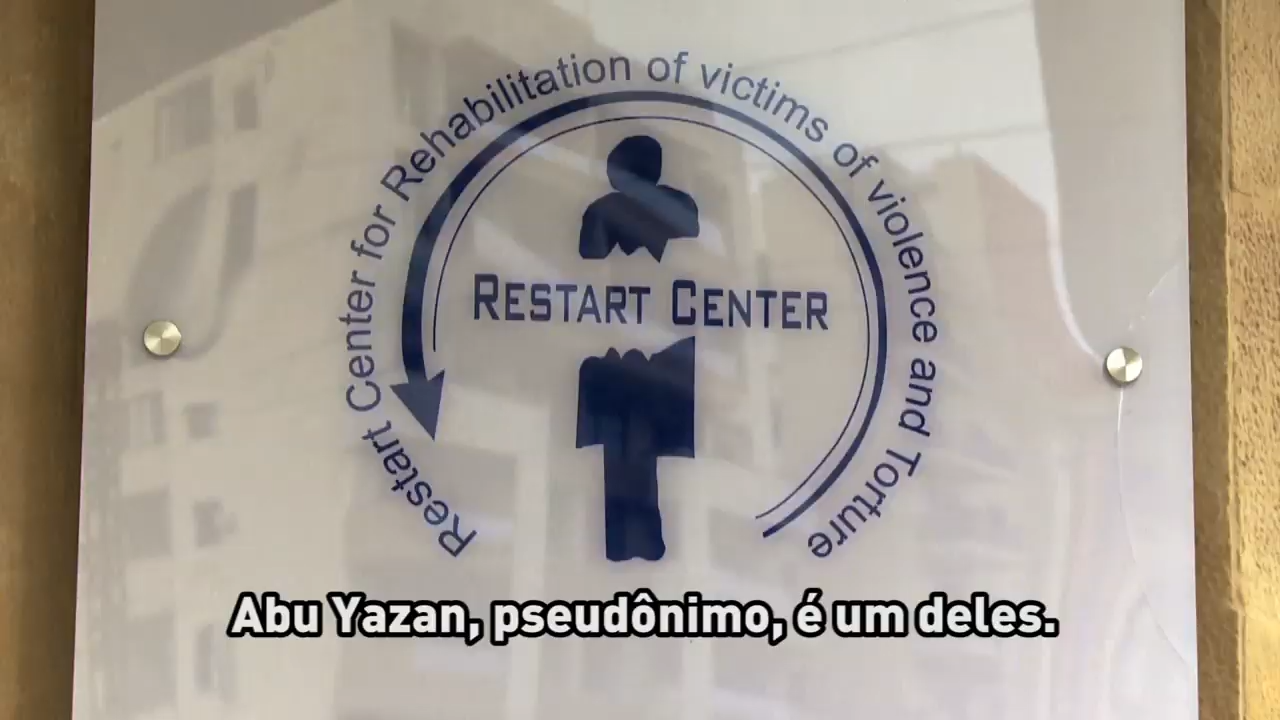 Restart Center for Rehabilitation of victims of violence and Torture
RESTART CENTER
Abu Yazan, pseudônimo, é um deles.